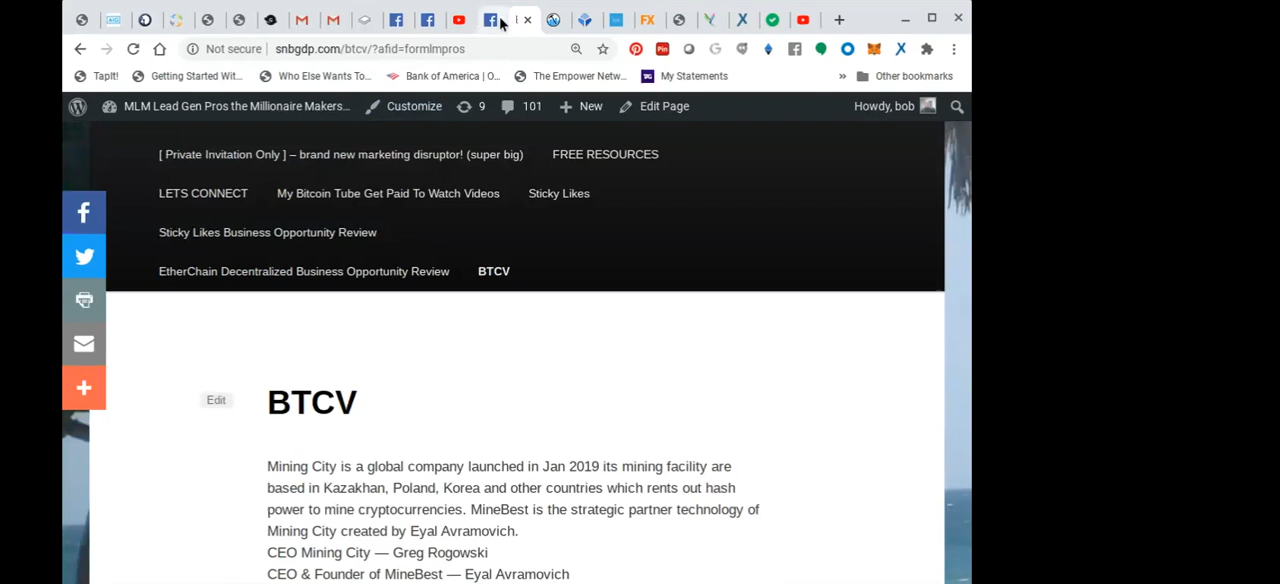 Not secure snbgdp.com/btcv/?afid=formlmpros
TapIt! Getting Started Wit... Who Else Wants To... Bank of America | O... The Empower Netw... My Statements » Other bookmarks
MLM Lead Gen Pros the Millionaire Makers... Customize 9 101 New Edit Page Howdy, bob
[ Private Invitation Only ] – brand new marketing disruptor! (super big) FREE RESOURCES
LETS CONNECT My Bitcoin Tube Get Paid To Watch Videos Sticky Likes
Sticky Likes Business Opportunity Review
EtherChain Decentralized Business Opportunity Review BTCV
Edit BTCV
Mining City is a global company launched in Jan 2019 its mining facility are
based in Kazakhan, Poland, Korea and other countries which rents out hash
power to mine cryptocurrencies. MineBest is the strategic partner technology of
Mining City created by Eyal Avramovich.
CEO Mining City — Greg Rogowski
CEO & Founder of MineBest — Eyal Avramovich